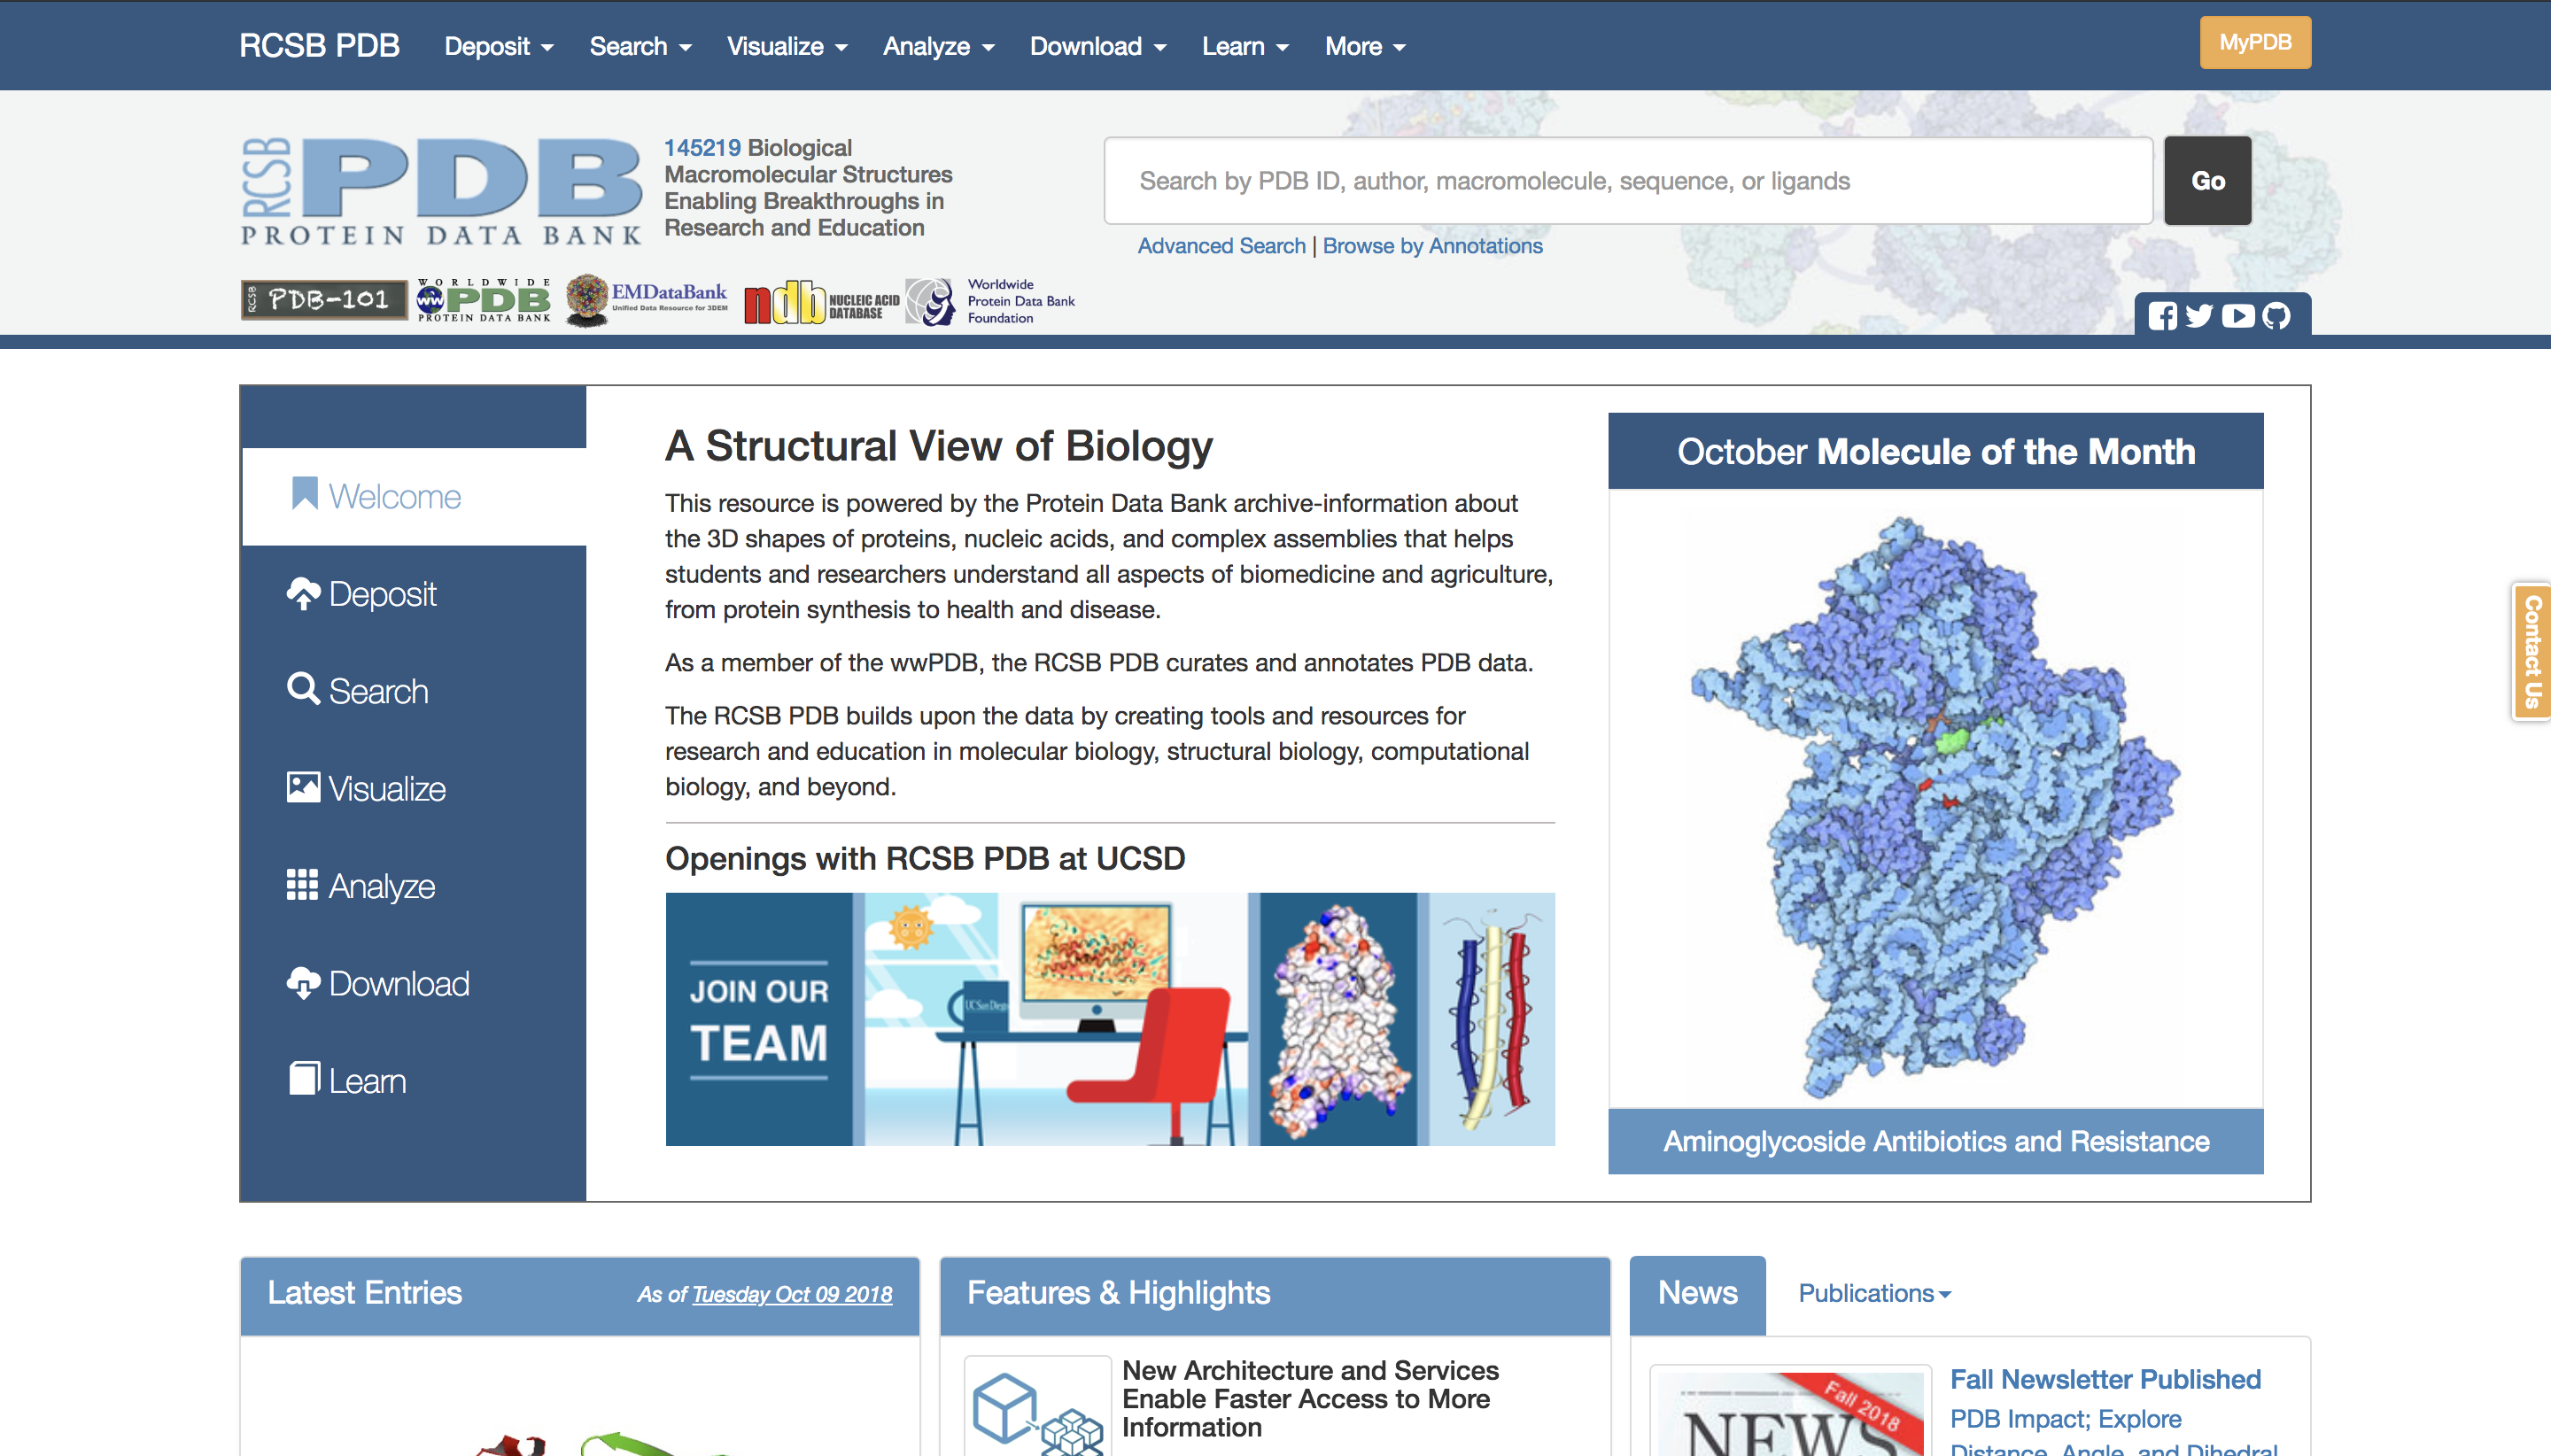 RCSB PDB Deposit Search Visualize Analyze Download Learn More MyPDB
RCSB PDB
PROTEIN DATA BANK
145219 Biological
Macromolecular Structures
Enabling Breakthroughs in
Research and Education
Search by PDB ID, author, macromolecule, sequence, or ligands
Go
Advanced Search | Browse by Annotations
RCSB PDB-101
WORLDWIDE
ww PDB
PROTEIN DATA BANK
EMDataBank
Unified Data Resource for 3DEM
ndb NUCLEIC ACID
DATABASE
Worldwide
Protein Data Bank
Foundation
Welcome
Deposit
Search
Visualize
Analyze
Download
Learn
A Structural View of Biology
This resource is powered by the Protein Data Bank archive-information about
the 3D shapes of proteins, nucleic acids, and complex assemblies that helps
students and researchers understand all aspects of biomedicine and agriculture,
from protein synthesis to health and disease.
As a member of the wwPDB, the RCSB PDB curates and annotates PDB data.
The RCSB PDB builds upon the data by creating tools and resources for
research and education in molecular biology, structural biology, computational
biology, and beyond.
Openings with RCSB PDB at UCSD
JOIN OUR
TEAM
UC San Diego
October Molecule of the Month
Aminoglycoside Antibiotics and Resistance
Contact Us
Latest Entries As of Tuesday Oct 09 2018
Features & Highlights
New Architecture and Services
Enable Faster Access to More
Information
News Publications
Fall 2018
NEWS
Fall Newsletter Published
PDB Impact; Explore
Distance, Angle, and Dihedral